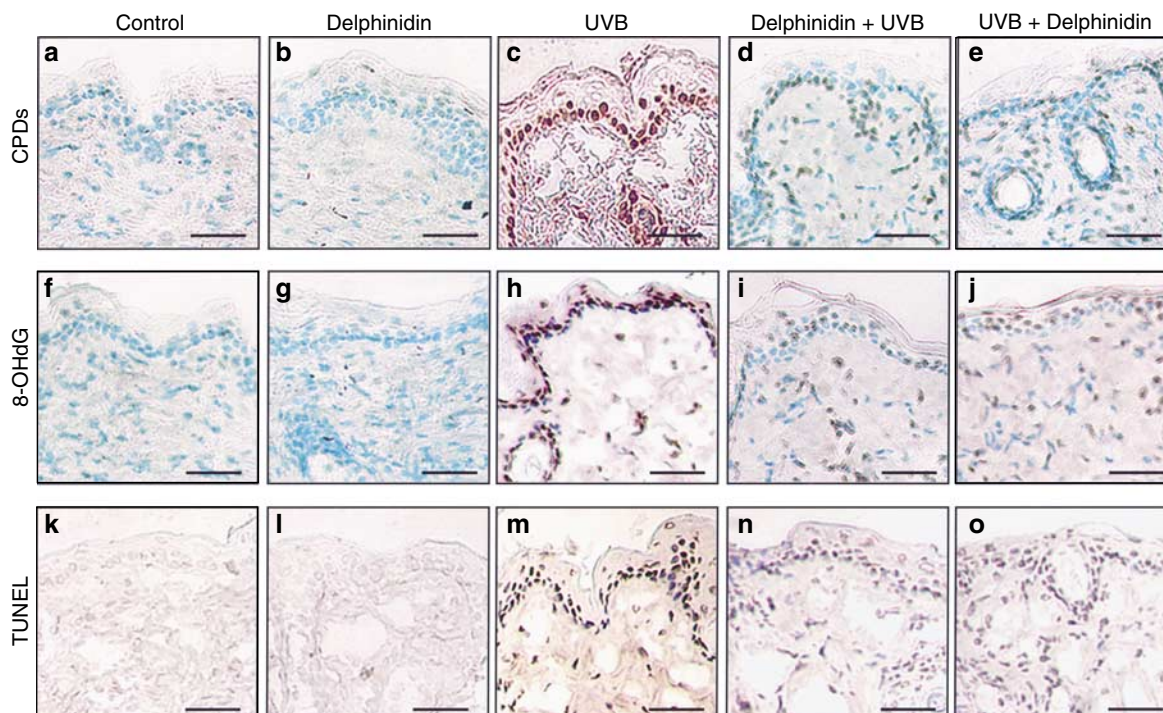 Control Delphinidin UVB Delphinidin + UVB UVB + Delphinidin
CPDs
a b c d e
8-OHdG
f g h i j
TUNEL
k l m n o